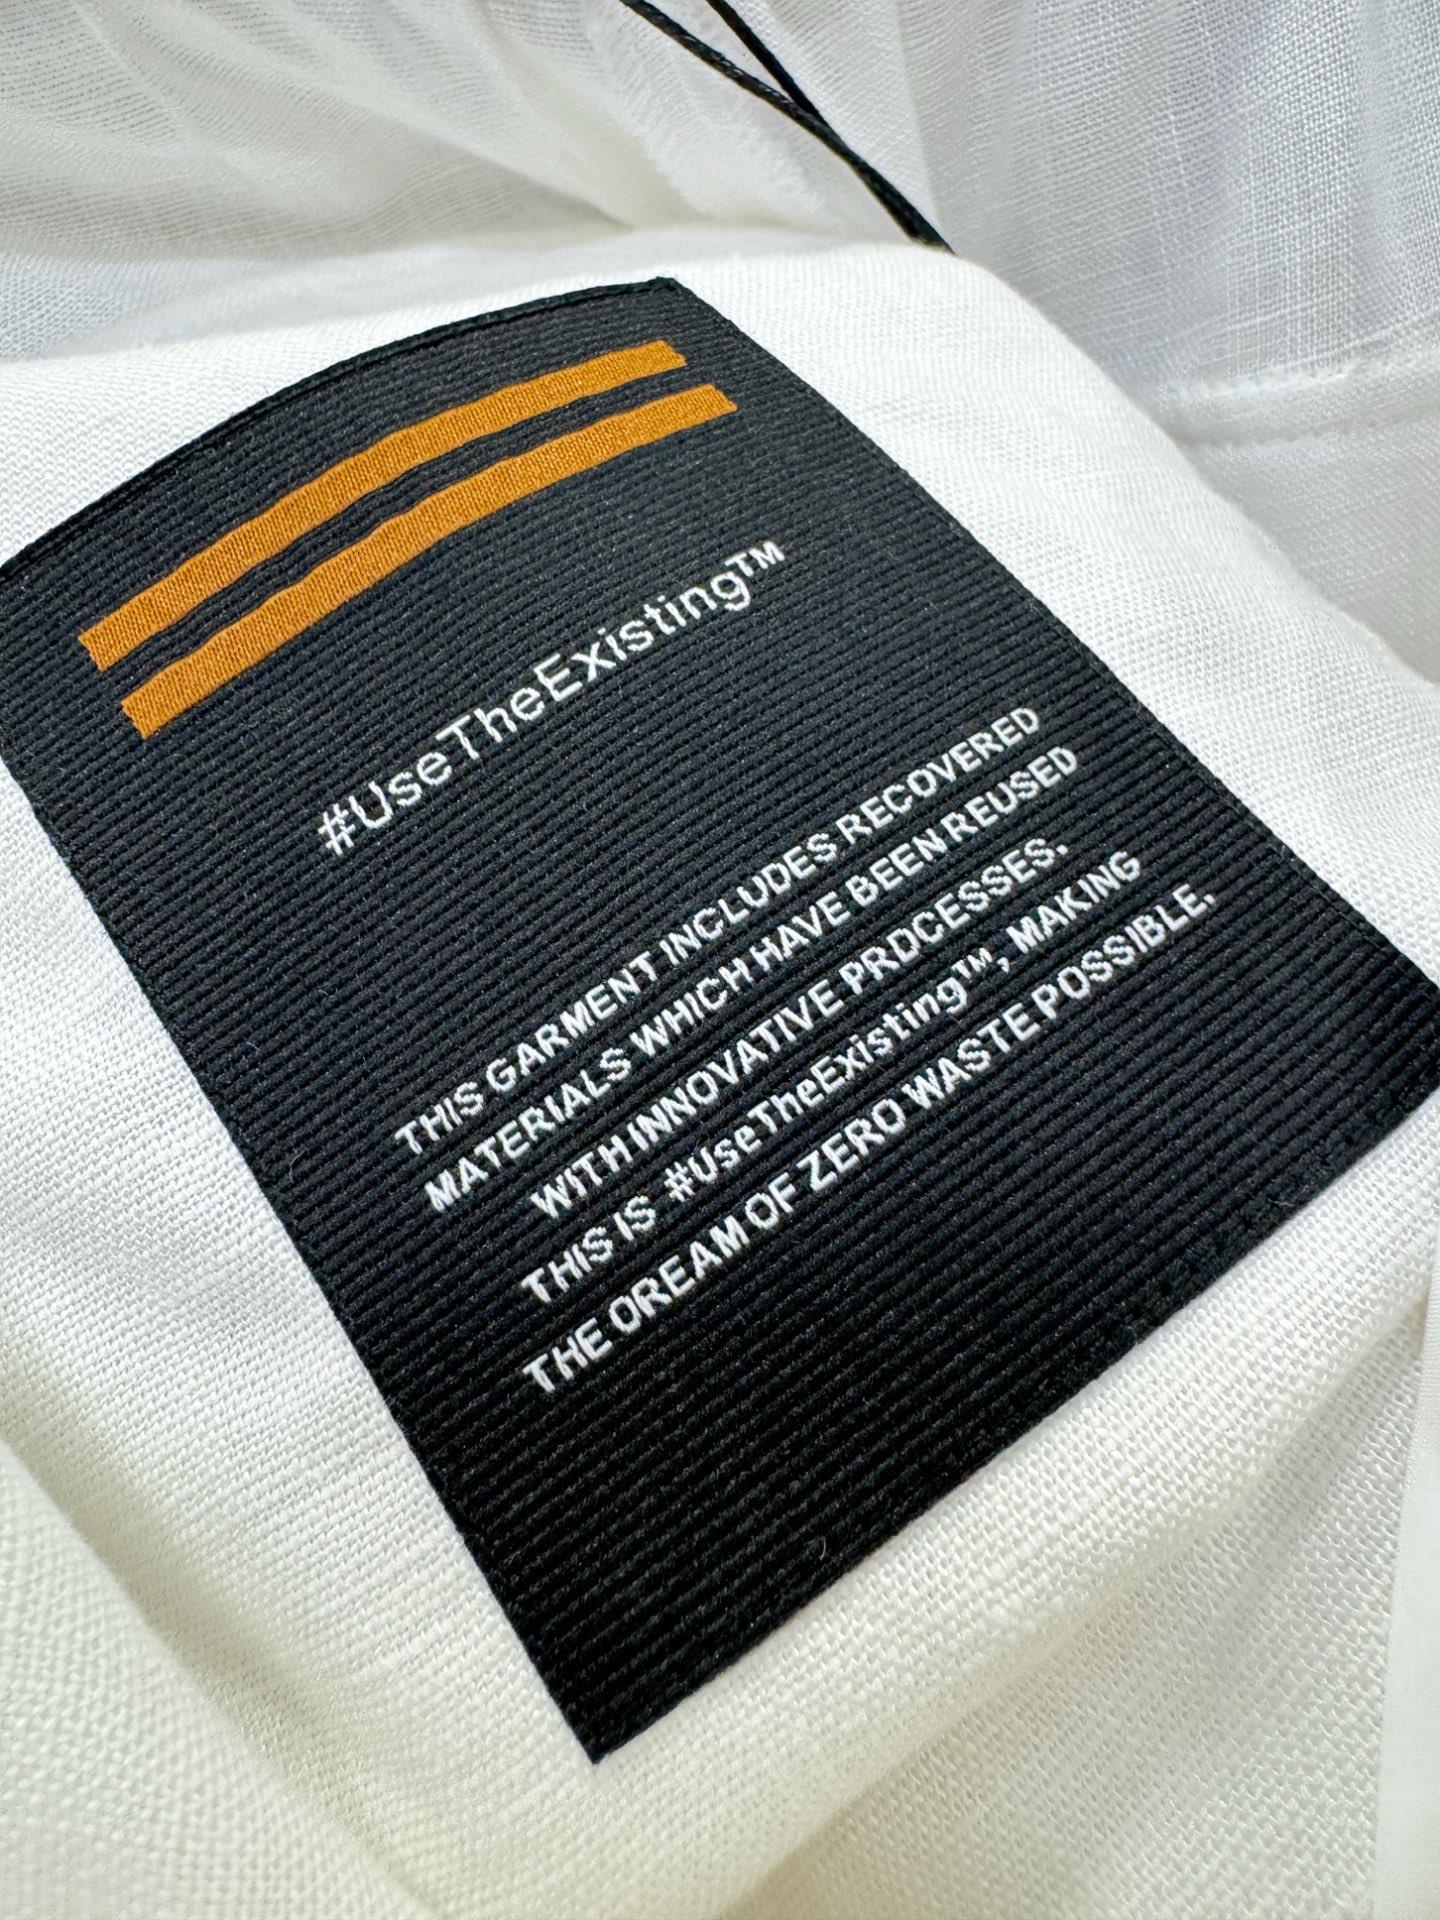 #UseTheExisting™
THIS GARMENT INCLUDES RECOVERED
MATERIALS WHICH HAVE BEEN REUSED
WITH INNOVATIVE PRDCESSES.
THIS IS #UseTheExisting™, MAKING
THE OREAM OF ZERO WASTE POSSIBLE.